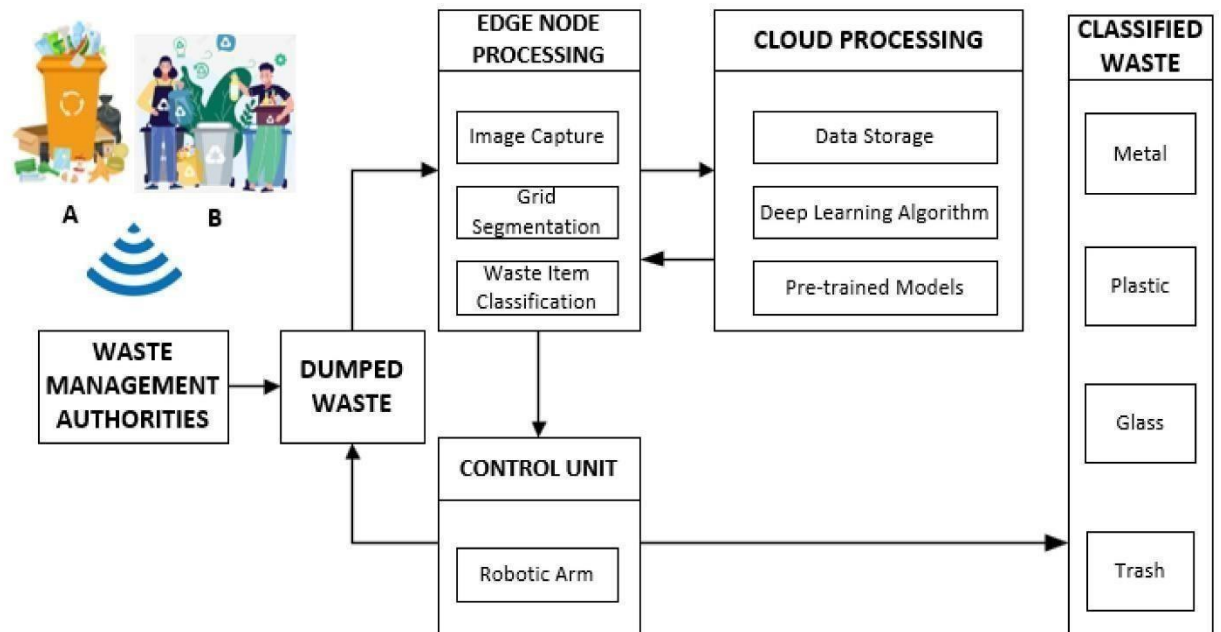 A
B
WASTE
MANAGEMENT
AUTHORITIES
DUMPED
WASTE
EDGE NODE
PROCESSING
Image Capture
Grid
Segmentation
Waste Item
Classification
CLOUD PROCESSING
Data Storage
Deep Learning Algorithm
Pre-trained Models
CONTROL UNIT
Robotic Arm
CLASSIFIED
WASTE
Metal
Plastic
Glass
Trash